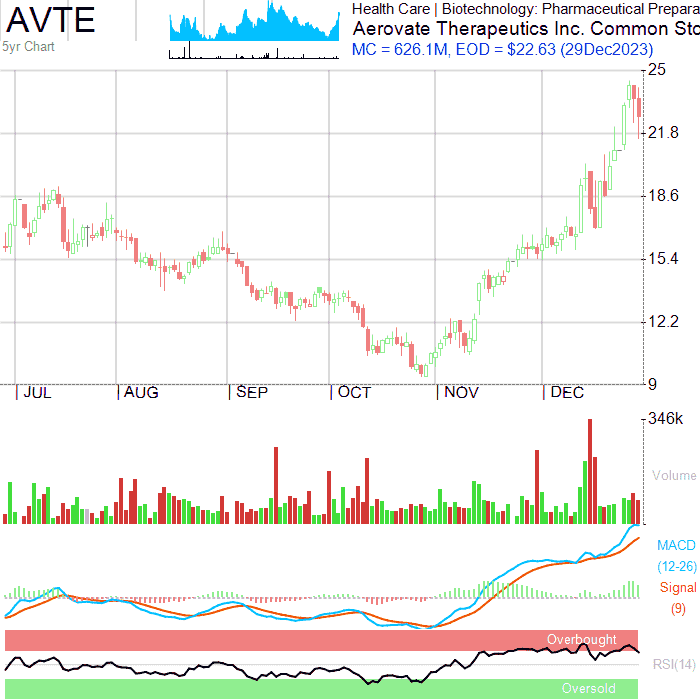 AVTE
5yr Chart
Health Care | Biotechnology: Pharmaceutical Prepara
Aerovate Therapeutics Inc. Common Sto
MC = 626.1M, EOD = $22.63 (29Dec2023)
25
21.8
18.6
15.4
12.2
9
JUL AUG SEP OCT NOV DEC
346k
Volume
MACD
(12-26)
Signal
(9)
Overbought
RSI(14)
Oversold